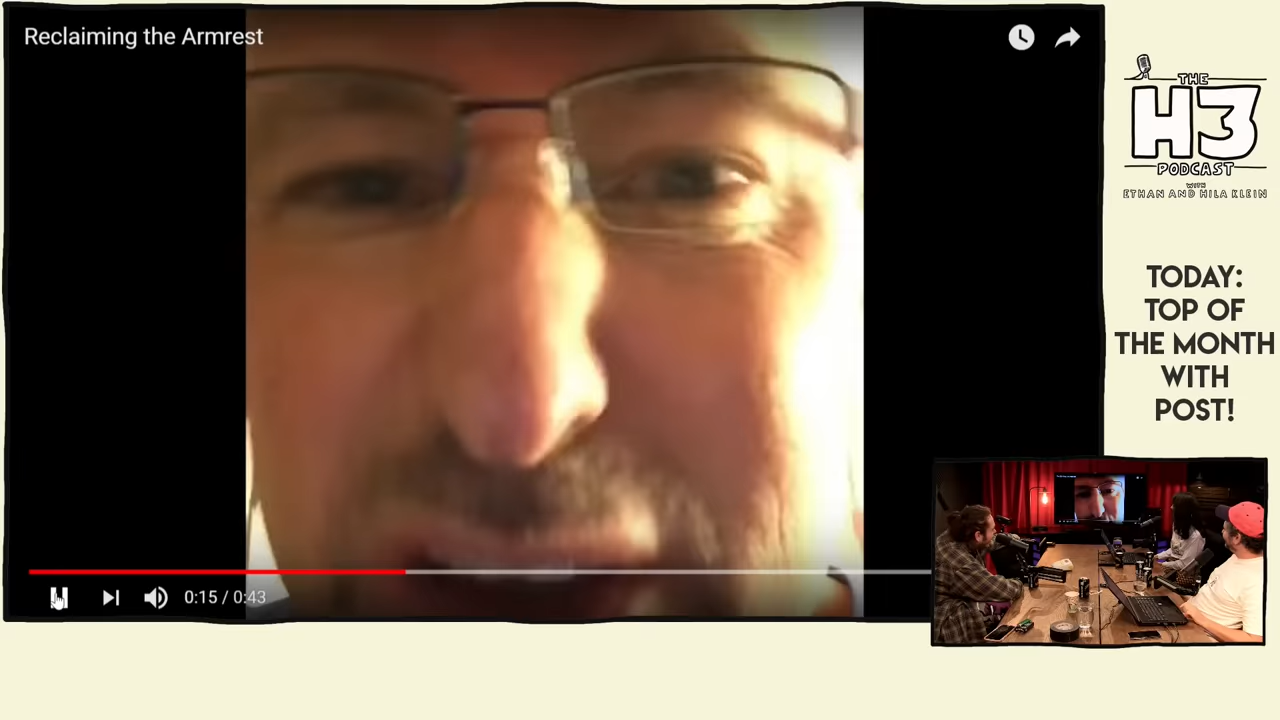 Reclaiming the Armrest
0:15 / 0:43
THE
H3
PODCAST
WITH
ETHAN AND HILA KLEIN
TODAY:
TOP OF
THE MONTH
WITH
POST!